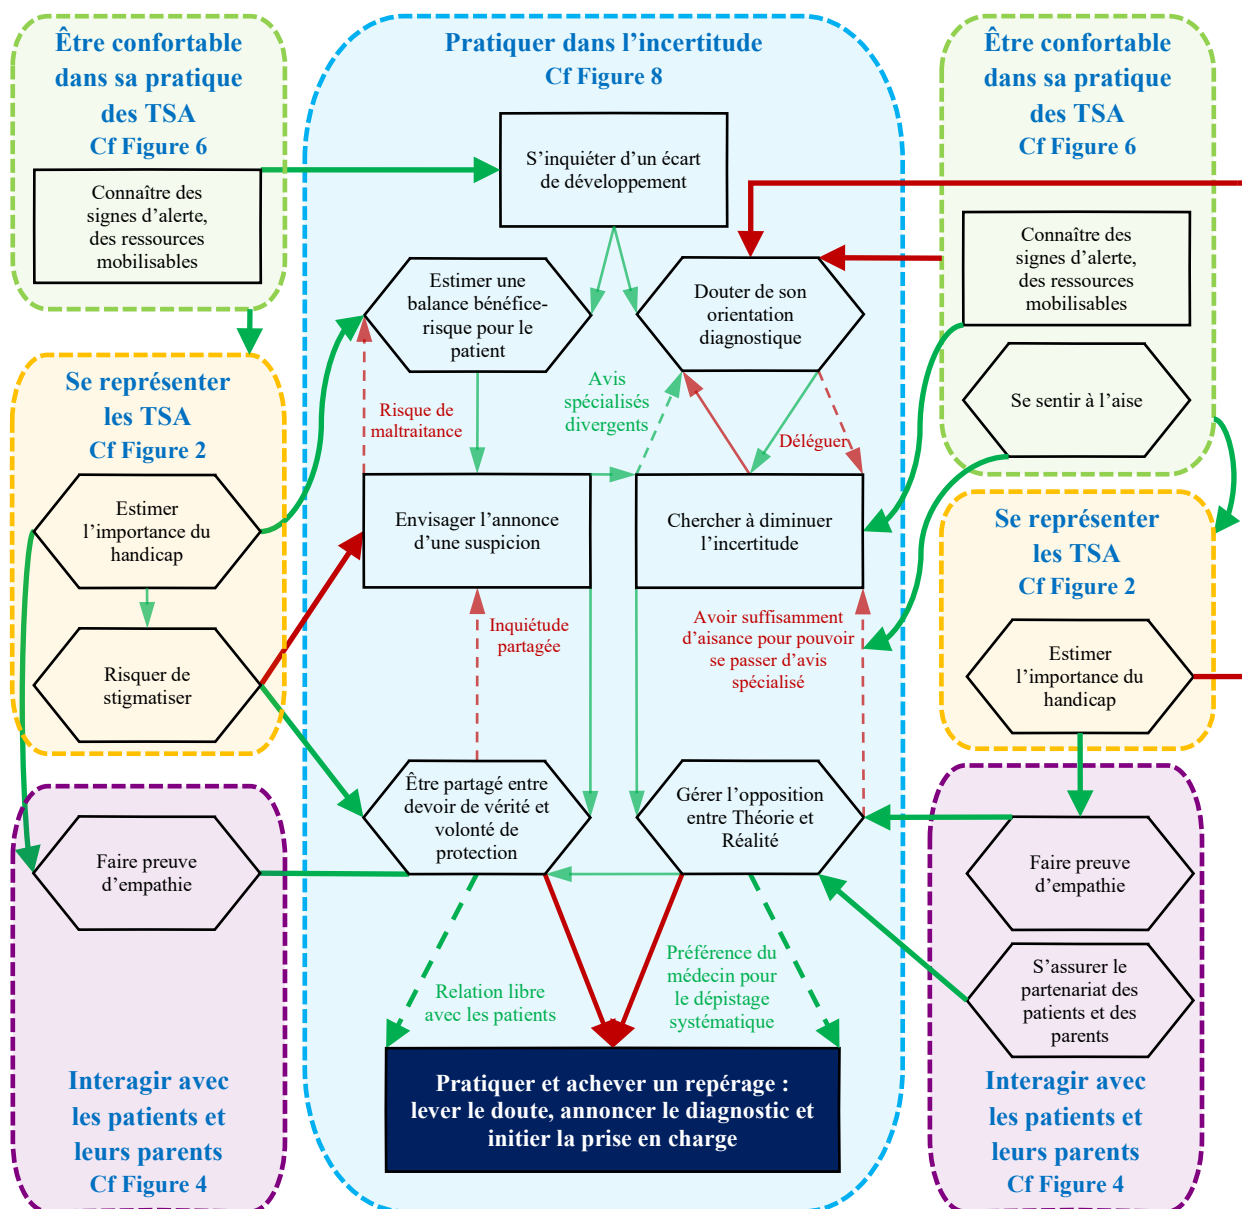 Être confortable
dans sa pratique
des TSA
Cf Figure 6
Connaître des
signes d’alerte,
des ressources
mobilisables
Se représenter
les TSA
Cf Figure 2
Estimer
l’importance du
handicap
Risquer de
stigmatiser
Faire preuve
d’empathie
Interagir avec
les patients et
leurs parents
Cf Figure 4
Pratiquer dans l’incertitude
Cf Figure 8
S’inquiéter d’un écart
de développement
Estimer une
balance bénéfice-
risque pour le
patient
Douter de son
orientation
diagnostique
Risque de
maltraitance
Avis
spécialisés
divergents
Déléguer
Envisager l’annonce
d’une suspicion
Chercher à diminuer
l’incertitude
Inquiétude
partagée
Avoir suffisamment
d’aisance pour pouvoir
se passer d’avis
spécialisé
Être partagé entre
devoir de vérité et
volonté de
protection
Gérer l’opposition
entre Théorie et
Réalité
Relation libre
avec les patients
Préférence du
médecin pour
le dépistage
systématique
Pratiquer et achever un repérage :
lever le doute, annoncer le diagnostic et
initier la prise en charge
Être confortable
dans sa pratique
des TSA
Cf Figure 6
Connaître des
signes d’alerte,
des ressources
mobilisables
Se sentir à l’aise
Se représenter
les TSA
Cf Figure 2
Estimer
l’importance du
handicap
Faire preuve
d’empathie
S’assurer le
partenariat des
patients et des
parents
Interagir avec
les patients et
leurs parents
Cf Figure 4